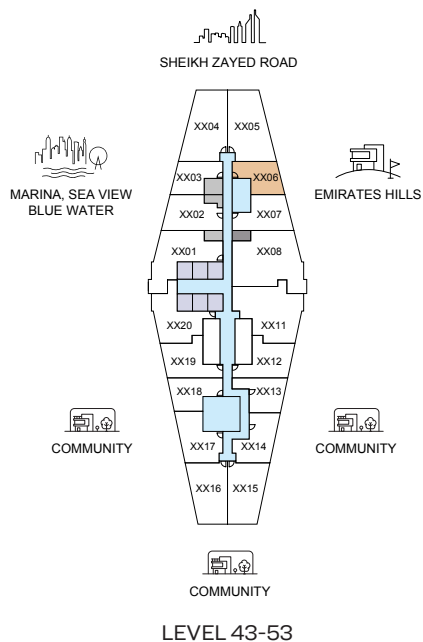 SHEIKH ZAYED ROAD
XX04 XX05
XX03 XX06
MARINA, SEA VIEW
BLUE WATER
EMIRATES HILLS
XX02 XX07
XX01 XX08
XX20 XX11
XX19 XX12
XX18 XX13
COMMUNITY
COMMUNITY
XX17 XX14
XX16 XX15
COMMUNITY
LEVEL 43-53